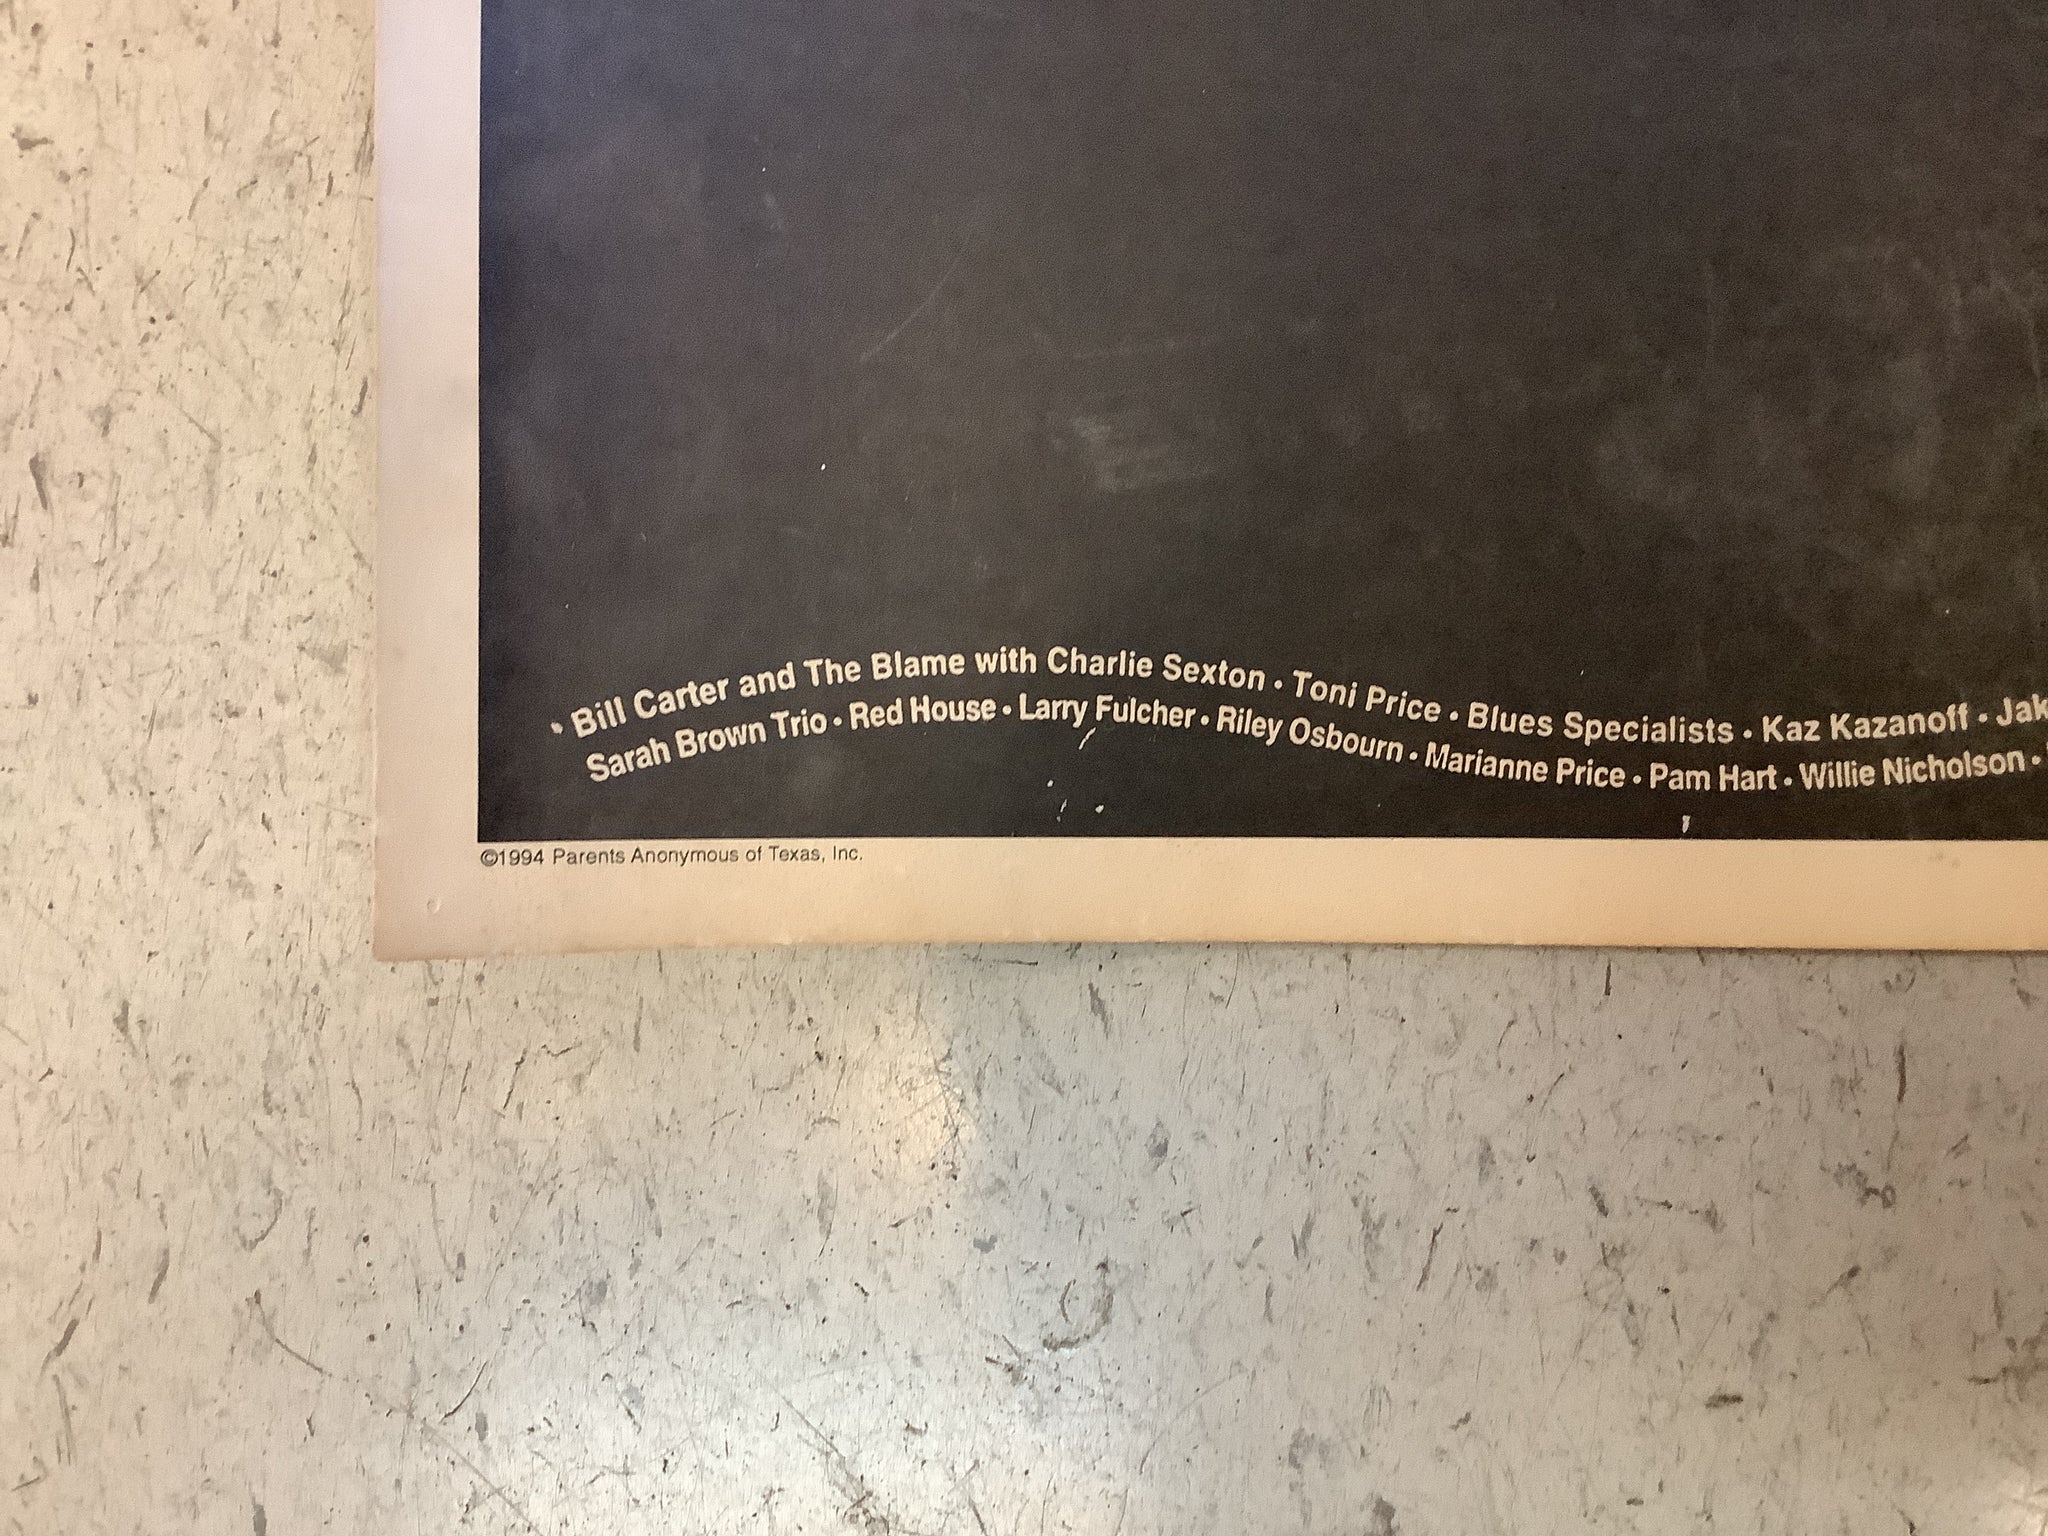 • Bill Carter and The Blame with Charlie Sexton • Toni Price • Blues Specialists • Kaz Kazanoff • Jak
Sarah Brown Trio • Red House • Larry Fulcher • Riley Osbourn • Marianne Price • Pam Hart • Willie Nicholson •
©1994 Parents Anonymous of Texas, Inc.